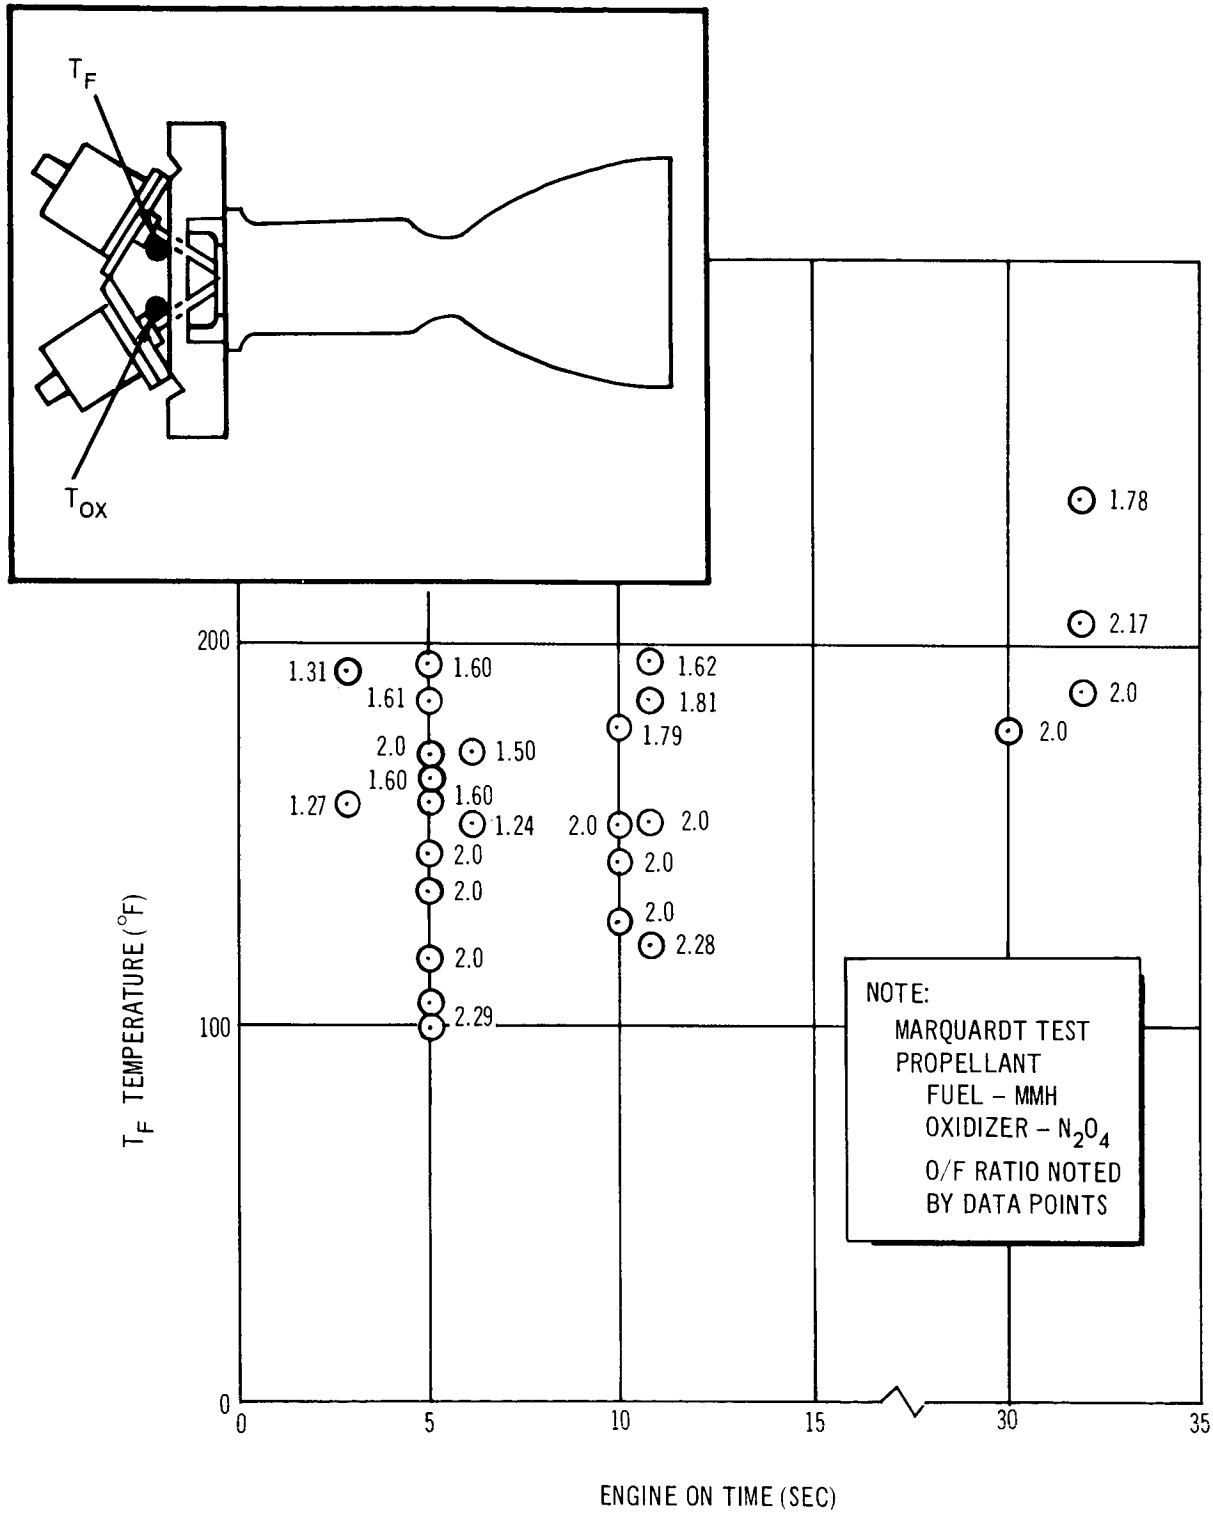 T_F
T_OX
200
100
0
1.31
1.60
1.61
2.0
1.50
1.60
1.60
1.27
1.24
2.0
2.0
2.0
2.29
1.62
1.81
1.79
2.0
2.0
2.0
2.0
2.28
1.78
2.17
2.0
2.0
T_F TEMPERATURE (°F)
NOTE:
MARQUARDT TEST
PROPELLANT
FUEL – MMH
OXIDIZER – N₂O₄
O/F RATIO NOTED
BY DATA POINTS
0 5 10 15 30 35
ENGINE ON TIME (SEC)